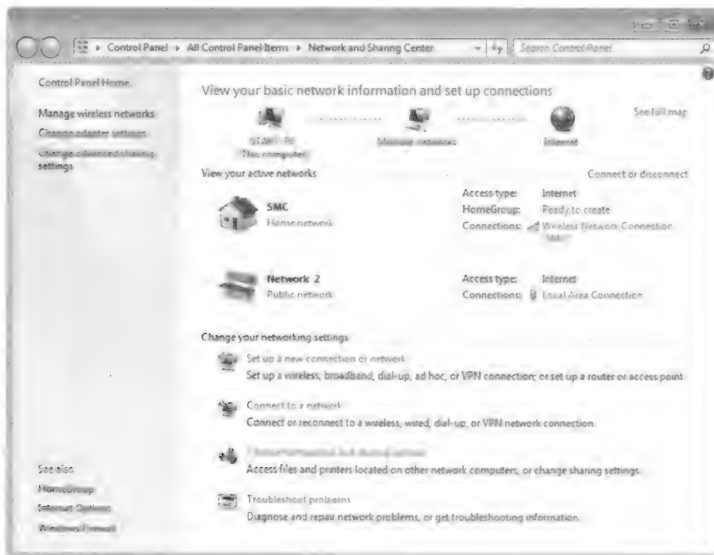 Control Panel ▸ All Control Panel Items ▸ Network and Sharing Center
Search Control Panel
Control Panel Home
Manage wireless networks
Change adapter settings
Change advanced sharing
settings
See also
HomeGroup
Internet Options
Windows Firewall
View your basic network information and set up connections
See full map
This computer
Multiple networks
Internet
View your active networks
Connect or disconnect
SMC
Home network
Access type: Internet
HomeGroup: Ready to create
Connections: Wireless Network Connection
Network 2
Public network
Access type: Internet
Connections: Local Area Connection
Change your networking settings
Set up a new connection or network
Set up a wireless, broadband, dial-up, ad hoc, or VPN connection; or set up a router or access point.
Connect to a network
Connect or reconnect to a wireless, wired, dial-up, or VPN network connection.
Access files and printers located on other network computers, or change sharing settings.
Troubleshoot problems
Diagnose and repair network problems, or get troubleshooting information.